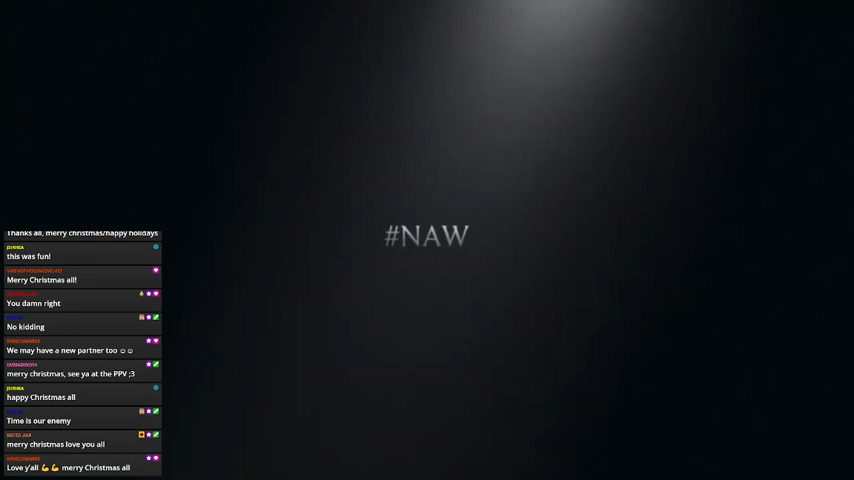 #NAW
Thanks all, merry christmas/happy holidays
this was fun!
Merry Christmas all!
You damn right
No kidding
KINGCONABRXS
We may have a new partner too ☺☺
merry christmas, see ya at the PPV ;3
happy Christmas all
Time is our enemy
RATED_AAR
merry christmas love you all
Love y'all 💪 💪 merry Christmas all